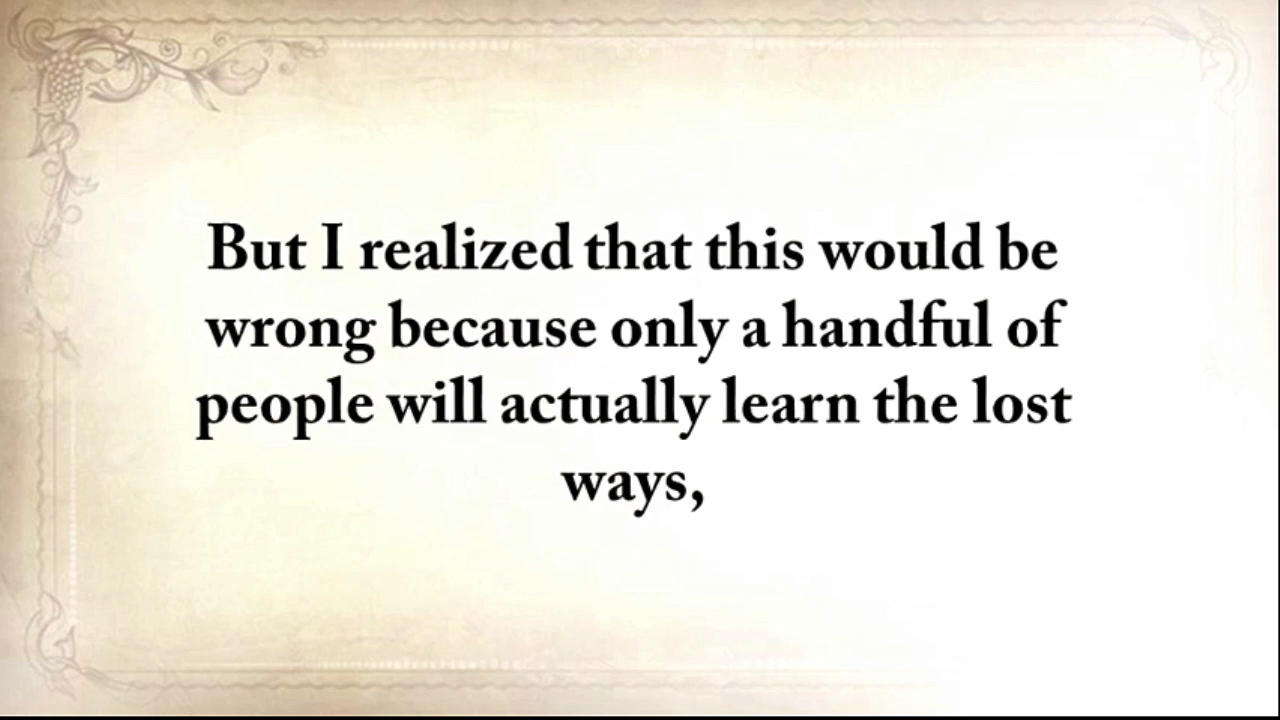 But I realized that this would be
wrong because only a handful of
people will actually learn the lost
ways,